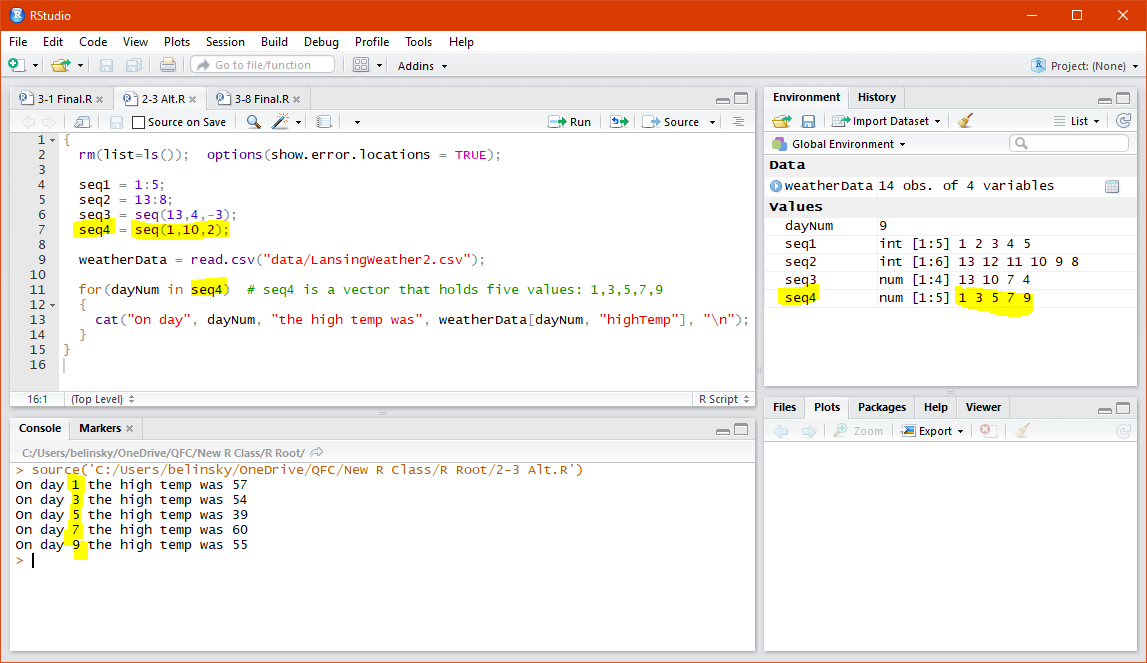 RStudio
File Edit Code View Plots Session Build Debug Profile Tools Help
Go to file/function Addins Project: (None)
3-1 Final.R 2-3 Alt.R 3-8 Final.R
Source on Save Run Source
1 {
2 rm(list=ls()); options(show.error.locations = TRUE);
3
4 seq1 = 1:5;
5 seq2 = 13:8;
6 seq3 = seq(13,4,-3);
7 seq4 = seq(1,10,2);
8
9 weatherData = read.csv("data/LansingWeather2.csv");
10
11 for(dayNum in seq4) # seq4 is a vector that holds five values: 1,3,5,7,9
12 {
13 cat("On day", dayNum, "the high temp was", weatherData[dayNum, "highTemp"], "\n");
14 }
15 }
16
16:1 (Top Level) R Script
Console Markers
C:/Users/belinsky/OneDrive/QFC/New R Class/R Root/
> source('C:/Users/belinsky/OneDrive/QFC/New R Class/R Root/2-3 Alt.R')
On day 1 the high temp was 57
On day 3 the high temp was 54
On day 5 the high temp was 39
On day 7 the high temp was 60
On day 9 the high temp was 55
>
Environment History
Import Dataset List
Global Environment
Data
weatherData 14 obs. of 4 variables
Values
dayNum 9
seq1 int [1:5] 1 2 3 4 5
seq2 int [1:6] 13 12 11 10 9 8
seq3 num [1:4] 13 10 7 4
seq4 num [1:5] 1 3 5 7 9
Files Plots Packages Help Viewer
Zoom Export